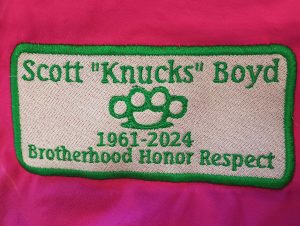 Scott "Knucks" Boyd
1961-2024
Brotherhood Honor Respect